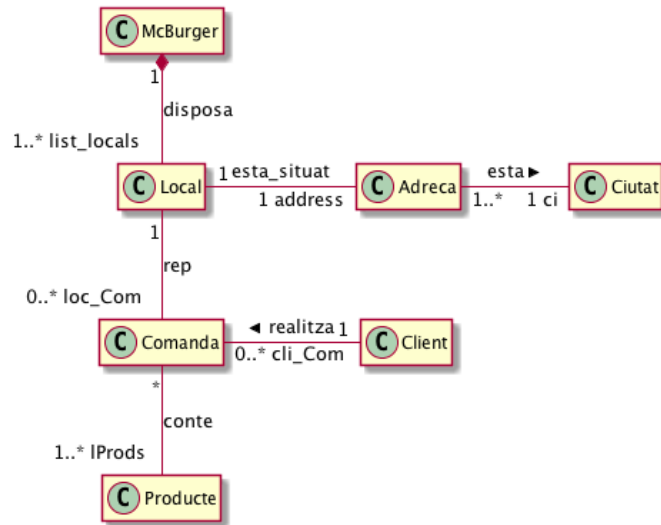 C McBurger
1
disposa
1..* list_locals
C Local
1 esta_situat
1 address
C Adreca
esta ►
1..* 1 ci
C Ciutat
1
rep
0..* loc_Com
C Comanda
◄ realitza 1
0..* cli_Com
C Client
*
conte
1..* lProds
C Producte